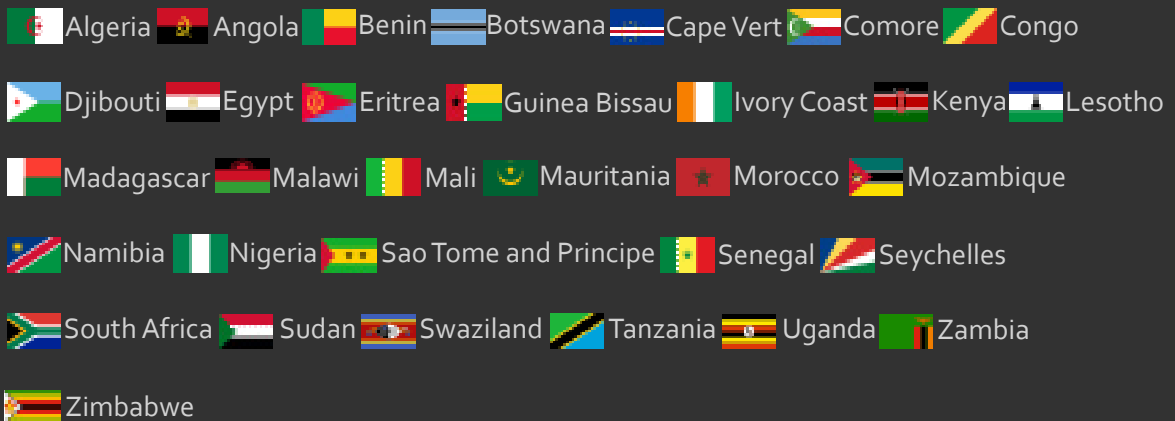 Algeria Angola Benin Botswana Cape Vert Comore Congo
Djibouti Egypt Eritrea Guinea Bissau Ivory Coast Kenya Lesotho
Madagascar Malawi Mali Mauritania Morocco Mozambique
Namibia Nigeria Sao Tome and Principe Senegal Seychelles
South Africa Sudan Swaziland Tanzania Uganda Zambia
Zimbabwe